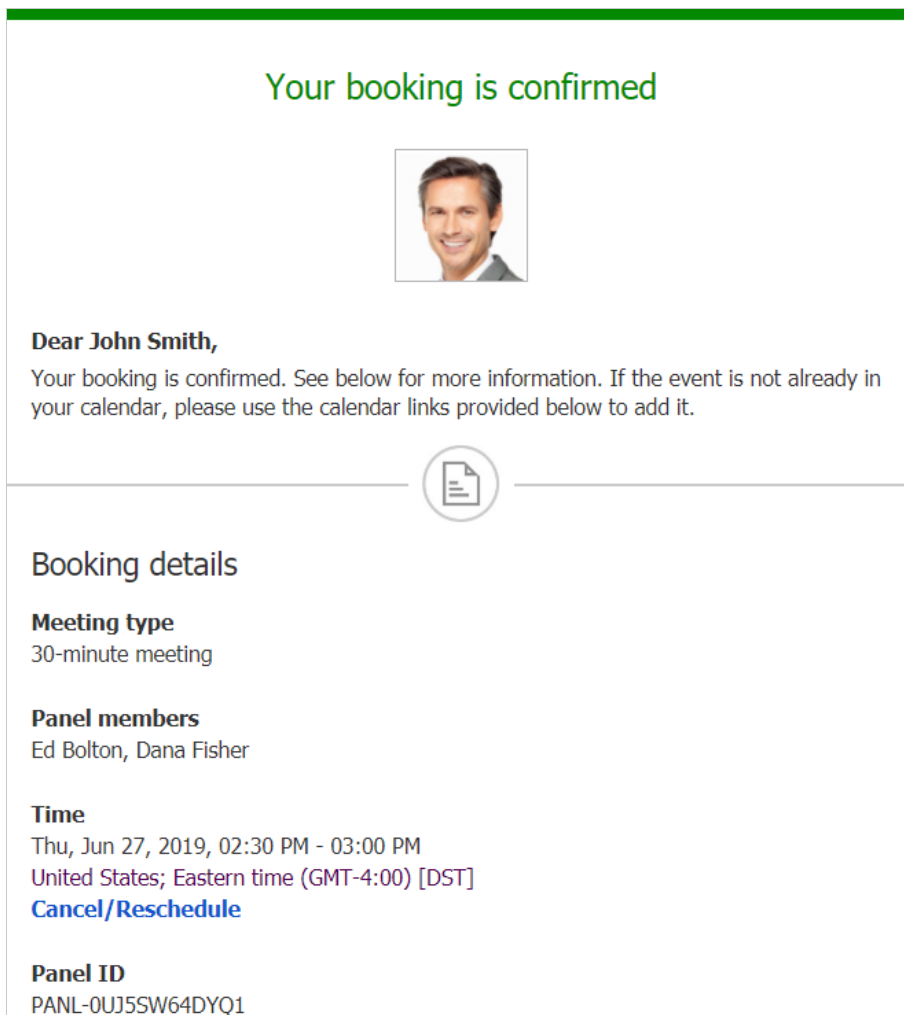 Your booking is confirmed
Dear John Smith,
Your booking is confirmed. See below for more information. If the event is not already in
your calendar, please use the calendar links provided below to add it.
Booking details
Meeting type
30-minute meeting
Panel members
Ed Bolton, Dana Fisher
Time
Thu, Jun 27, 2019, 02:30 PM - 03:00 PM
United States; Eastern time (GMT-4:00) [DST]
Cancel/Reschedule
Panel ID
PANL-0UJ5SW64DYQ1